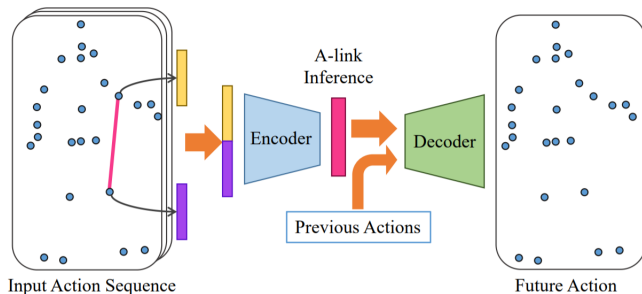 A-link
Inference
Encoder
Decoder
Previous Actions
Input Action Sequence
Future Action